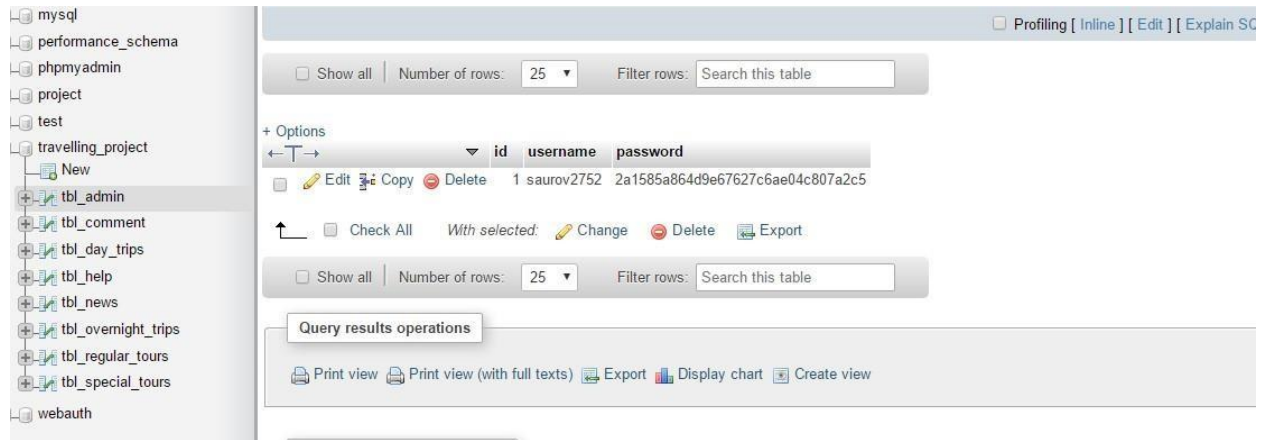 mysql
performance_schema
phpmyadmin
project
test
travelling_project
New
tbl_admin
tbl_comment
tbl_day_trips
tbl_help
tbl_news
tbl_overnight_trips
tbl_regular_tours
tbl_special_tours
webauth
Profiling [ Inline ] [ Edit ] [ Explain SQ
Show all Number of rows: 25 Filter rows: Search this table
+ Options
←T→ id username password
Edit Copy Delete 1 saurov2752 2a1585a864d9e67627c6ae04c807a2c5
Check All With selected: Change Delete Export
Show all Number of rows: 25 Filter rows: Search this table
Query results operations
Print view Print view (with full texts) Export Display chart Create view